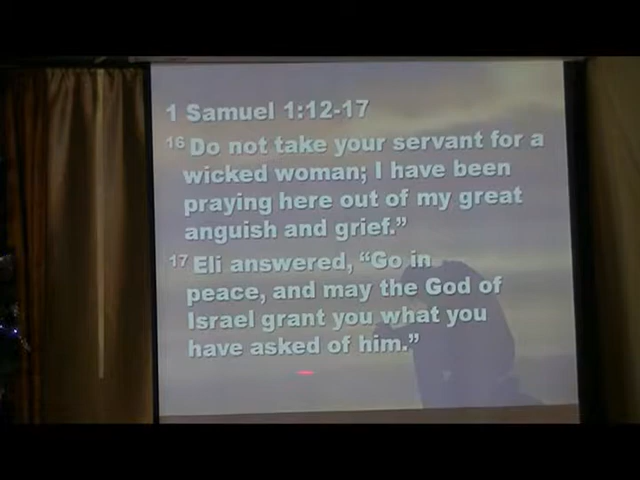 1 Samuel 1:12-17
16 Do not take your servant for a
wicked woman; I have been
praying here out of my great
anguish and grief.”
17 Eli answered, “Go in
peace, and may the God of
Israel grant you what you
have asked of him.”